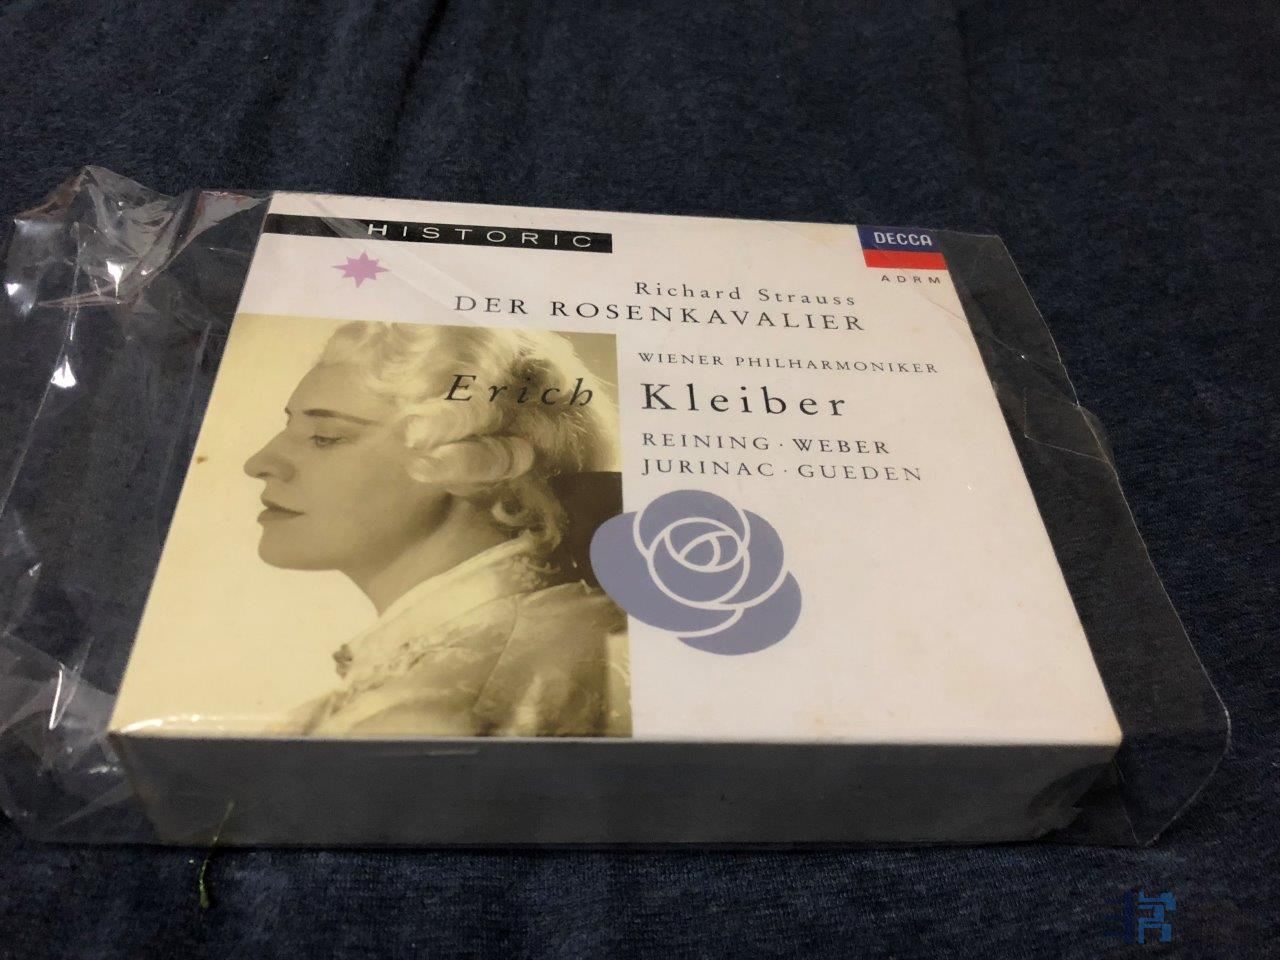 HISTORIC
DECCA
ADRM
Richard Strauss
DER ROSENKAVALIER
WIENER PHILHARMONIKER
Erich Kleiber
REINING · WEBER
JURINAC · GUEDEN